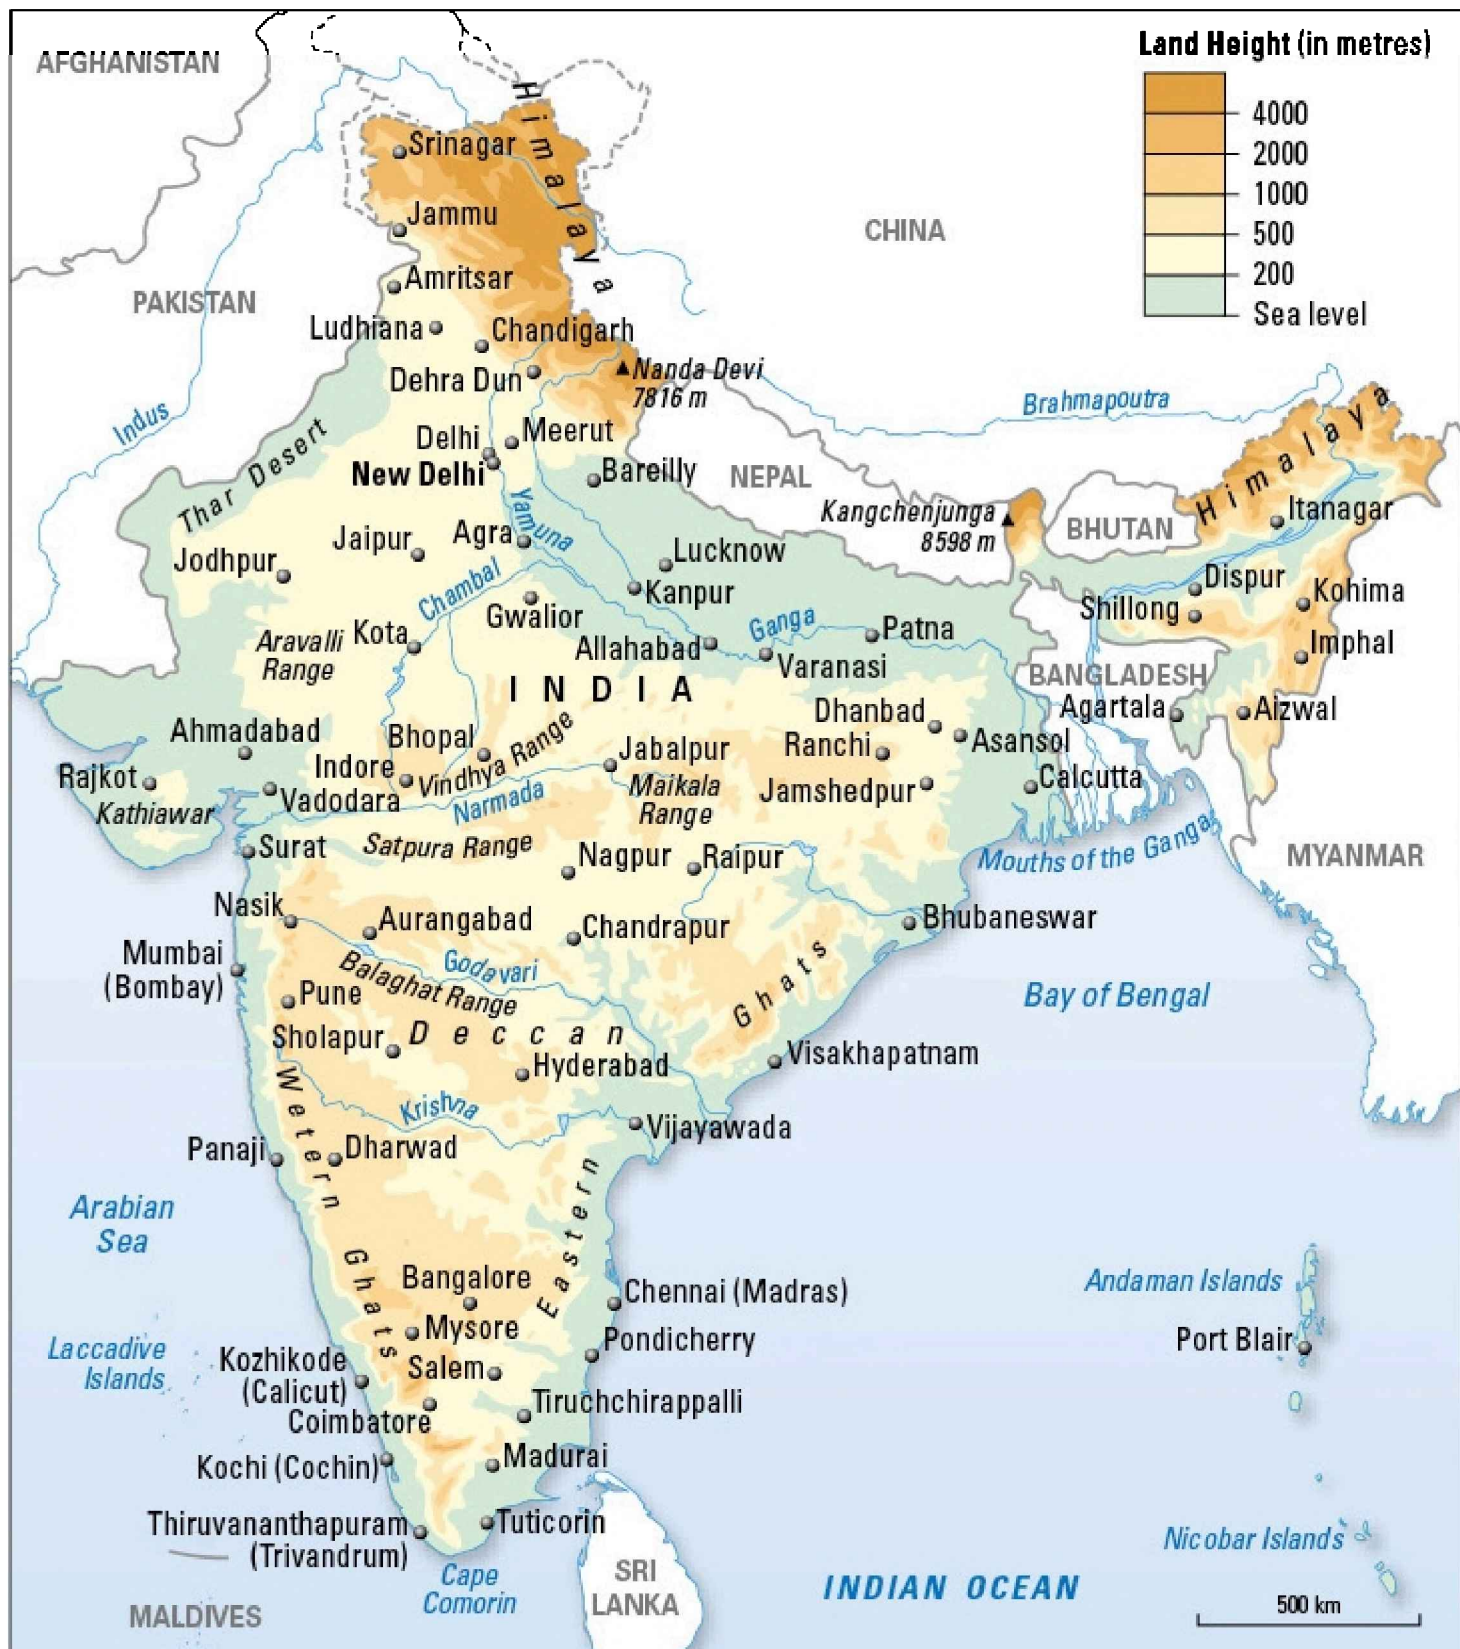 Land Height (in metres)
4000
2000
1000
500
200
Sea level
AFGHANISTAN
Himalaya
Srinagar
Jammu
CHINA
Amritsar
PAKISTAN
Ludhiana
Chandigarh
Dehra Dun
Nanda Devi
7816 m
Indus
Brahmapoutra
Himalaya
Thar Desert
Delhi
Meerut
New Delhi
Bareilly
NEPAL
Kangchenjunga
8598 m
BHUTAN
Itanagar
Yamuna
Jaipur
Agra
Jodhpur
Lucknow
Chambal
Kanpur
Dispur
Kohima
Shillong
Gwalior
Aravalli
Range
Kota
Allahabad
Ganga
Patna
Varanasi
Imphal
BANGLADESH
INDIA
Agartala
Aizwal
Dhanbad
Ahmadabad
Bhopal
Vindhya Range
Jabalpur
Ranchi
Asansol
Rajkot
Indore
Kathiawar
Vadodara
Narmada
Maikala
Range
Jamshedpur
Calcutta
Surat
Satpura Range
Nagpur
Raipur
Mouths of the Ganga
MYANMAR
Nasik
Aurangabad
Chandrapur
Bhubaneswar
Mumbai
(Bombay)
Godavari
Balaghat Range
Ghats
Bay of Bengal
Pune
Sholapur
Deccan
Hyderabad
Visakhapatnam
Wetern Ghats
Krishna
Vijayawada
Panaji
Dharwad
Eastern
Arabian
Sea
Bangalore
Chennai (Madras)
Andaman Islands
Mysore
Pondicherry
Port Blair
Laccadive
Islands
Kozhikode
(Calicut)
Salem
Coimbatore
Tiruchchirappalli
Kochi (Cochin)
Madurai
Thiruvananthapuram
(Trivandrum)
Tuticorin
Nicobar Islands
Cape
Comorin
SRI
LANKA
INDIAN OCEAN
MALDIVES
500 km